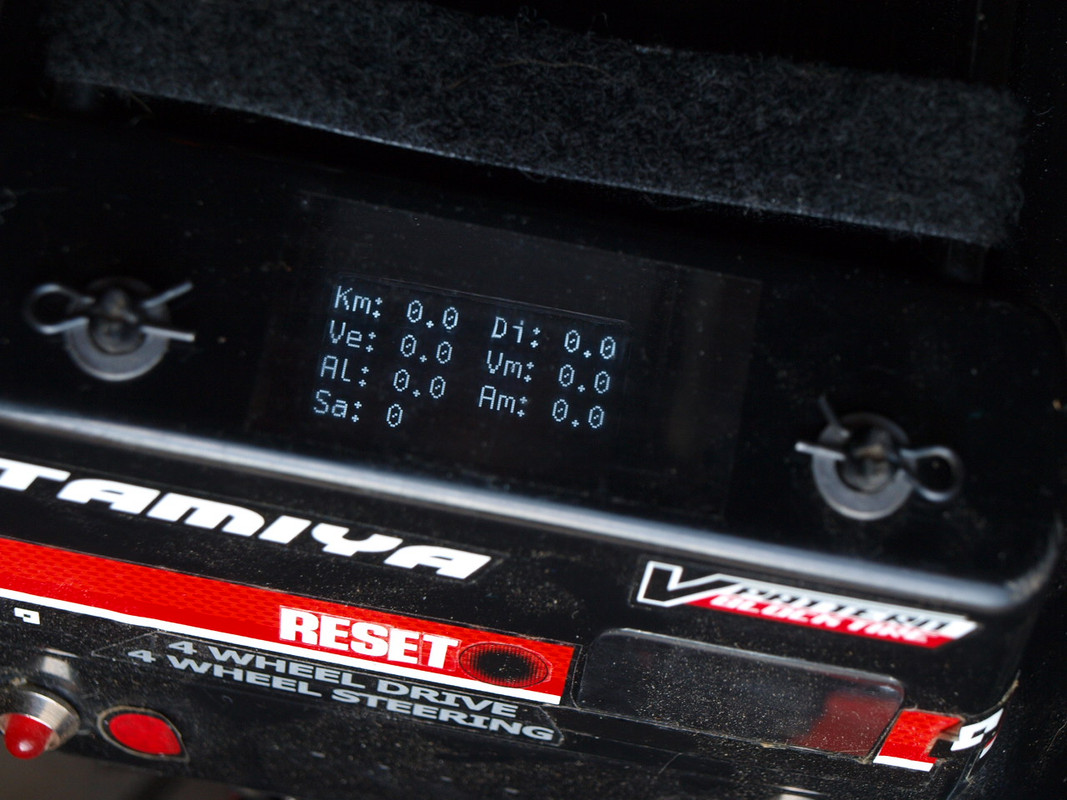 Km: 0.0 Di: 0.0
Ve: 0.0 Vm: 0.0
AL: 0.0 Am: 0.0
Sa: 0
TAMIYA
RESET
4 WHEEL DRIVE
4 WHEEL STEERING